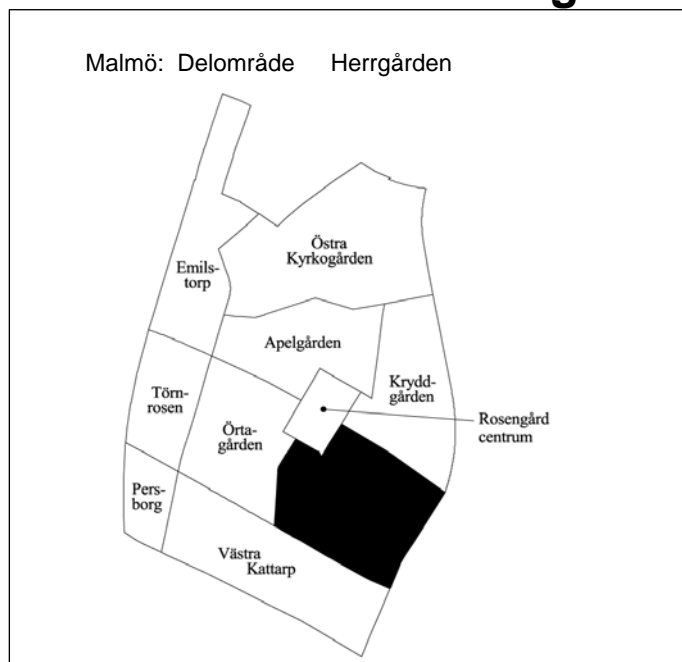 g
Malmö: Delområde Herrgården
Östra
Kyrkogården
Emils-
torp
Apelgården
Krydd-
gården
Törn-
rosen
Örta-
gården
Rosengård
centrum
Pers-
borg
Västra
Kattarp